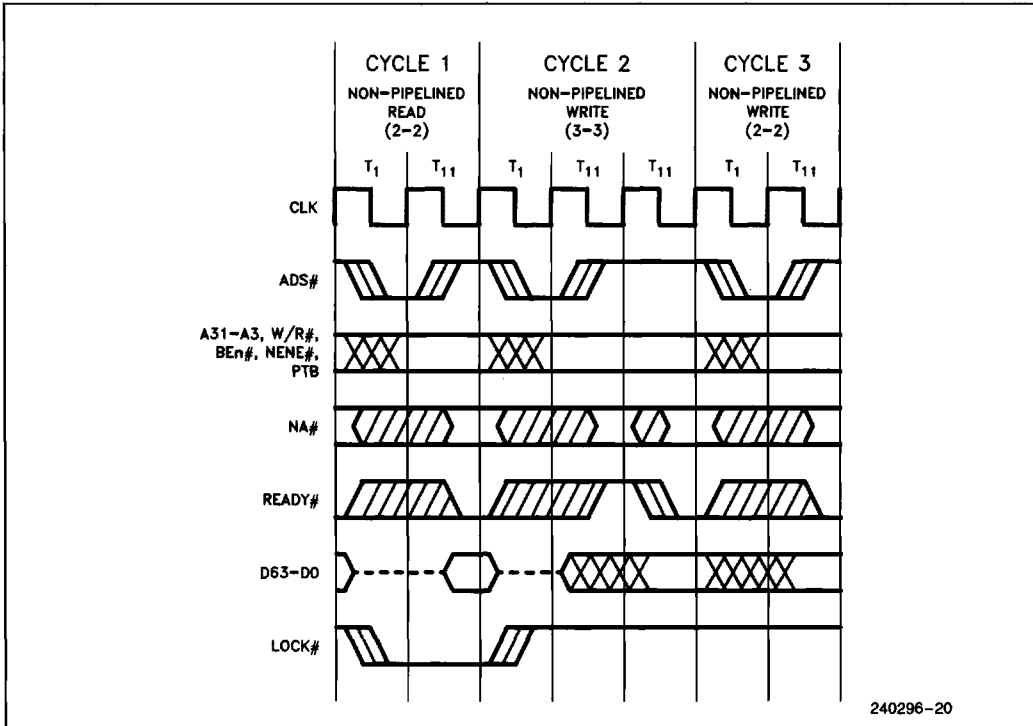 CYCLE 1
NON-PIPELINED
READ
(2-2)
CYCLE 2
NON-PIPELINED
WRITE
(3-3)
CYCLE 3
NON-PIPELINED
WRITE
(2-2)
T1 T11 T1 T11 T11 T1 T11
CLK
ADS#
A31-A3, W/R#,
BEn#, NENE#,
PTB
NA#
READY#
D63-D0
LOCK#
240296-20